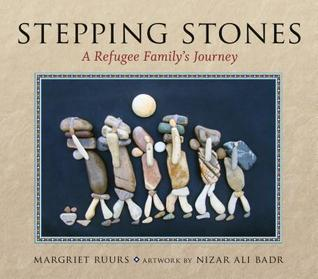 STEPPING STONES
A Refugee Family's Journey
MARGRIET RUURS ❖ ARTWORK BY NIZAR ALI BADR